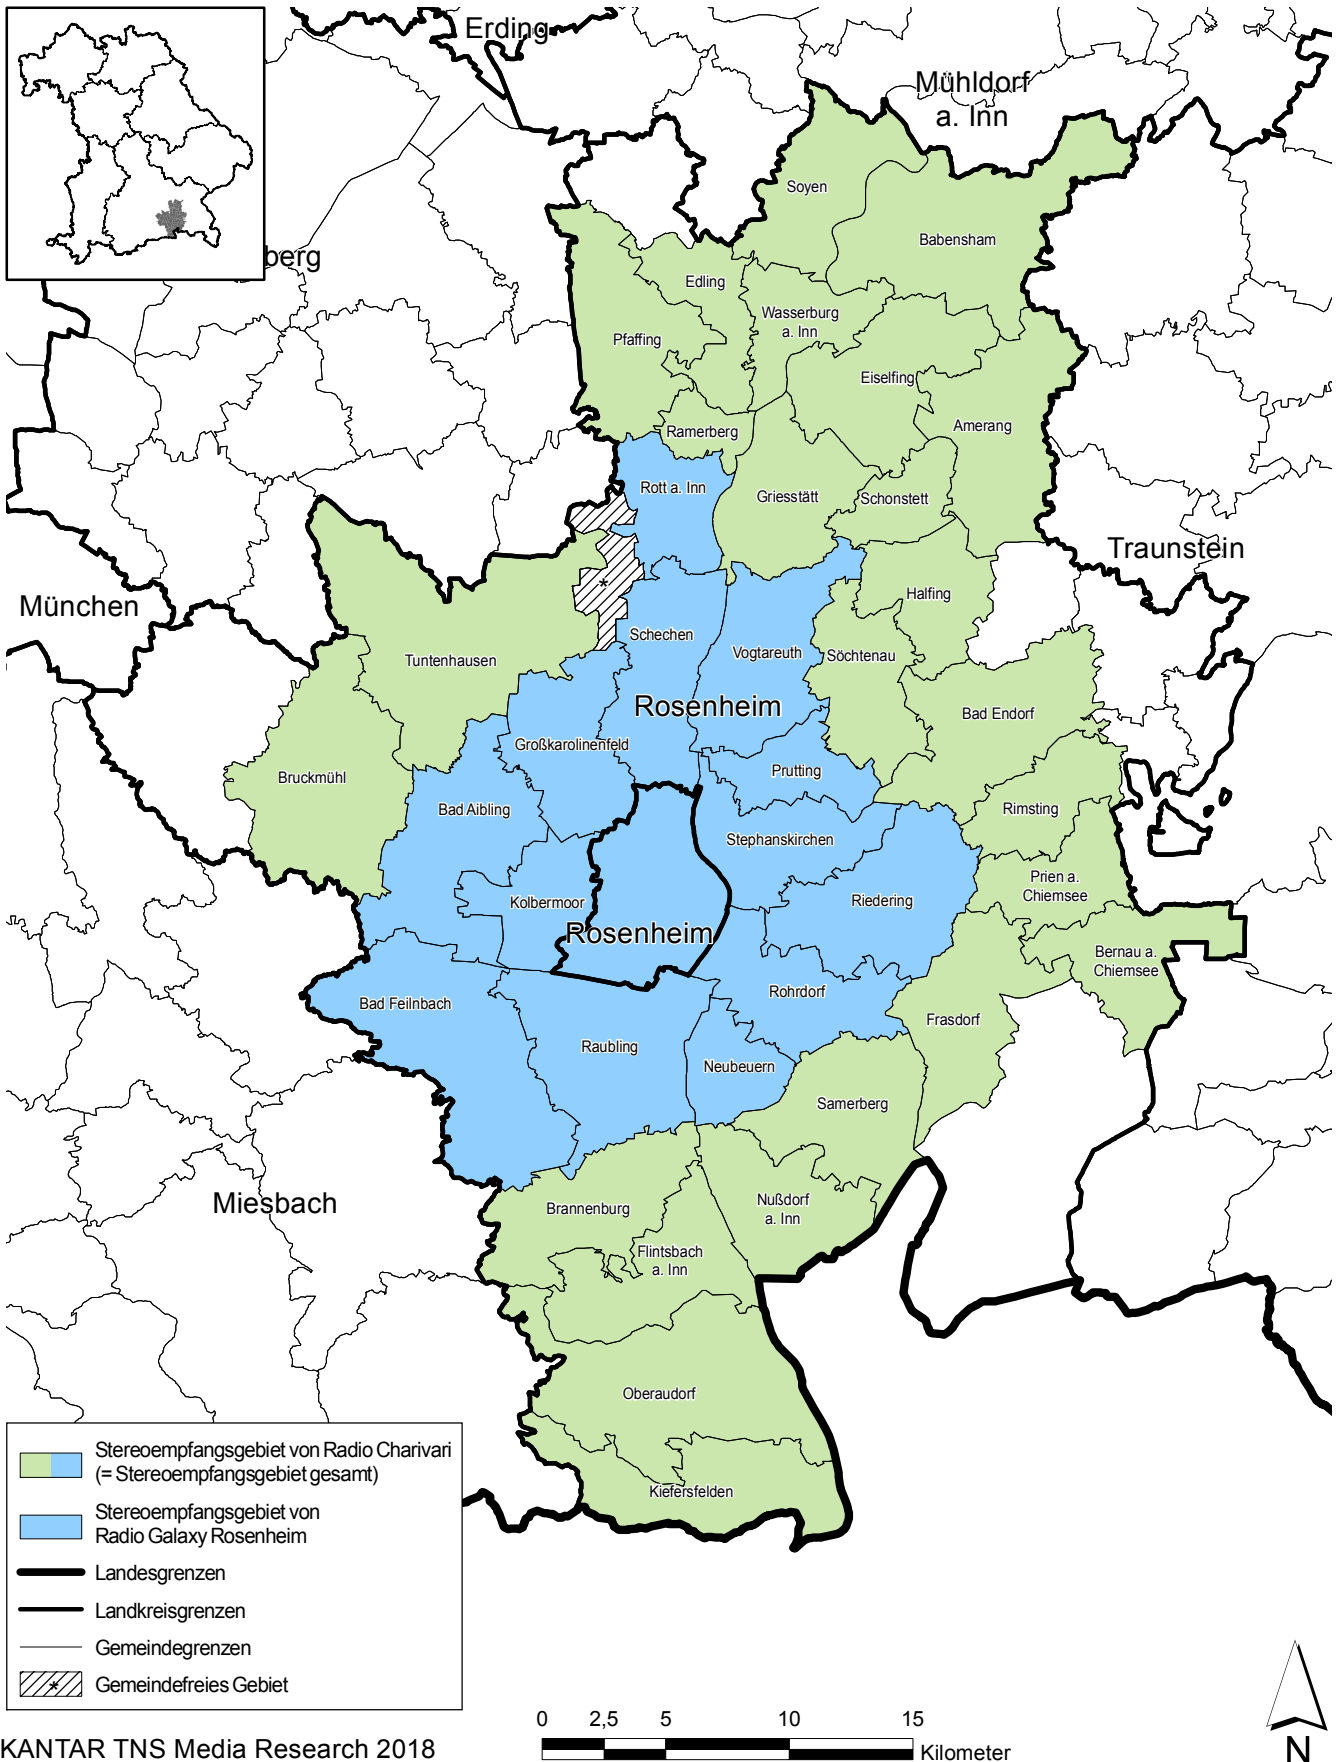 Erding
Mühldorf
a. Inn
berg
Soyen
Babensham
Edling
Wasserburg
a. Inn
Pfaffing
Eiselfing
Amerang
Ramerberg
Rott a. Inn
Griesstätt
Schonstett
Traunstein
*
Halfing
München
Schechen
Vogtareuth
Söchtenau
Tuntenhausen
Rosenheim
Bad Endorf
Großkarolinenfeld
Prutting
Bruckmühl
Bad Aibling
Rimsting
Stephanskirchen
Prien a.
Chiemsee
Kolbermoor
Riedering
Rosenheim
Bernau a.
Chiemsee
Rohrdorf
Bad Feilnbach
Frasdorf
Raubling
Neubeuern
Samerberg
Miesbach
Brannenburg
Nußdorf
a. Inn
Flintsbach
a. Inn
Oberaudorf
Kiefersfelden
Stereoempfangsgebiet von Radio Charivari
(= Stereoempfangsgebiet gesamt)
Stereoempfangsgebiet von
Radio Galaxy Rosenheim
Landesgrenzen
Landkreisgrenzen
Gemeindegrenzen
* Gemeindefreies Gebiet
0 2,5 5 10 15
Kilometer
N
KANTAR TNS Media Research 2018